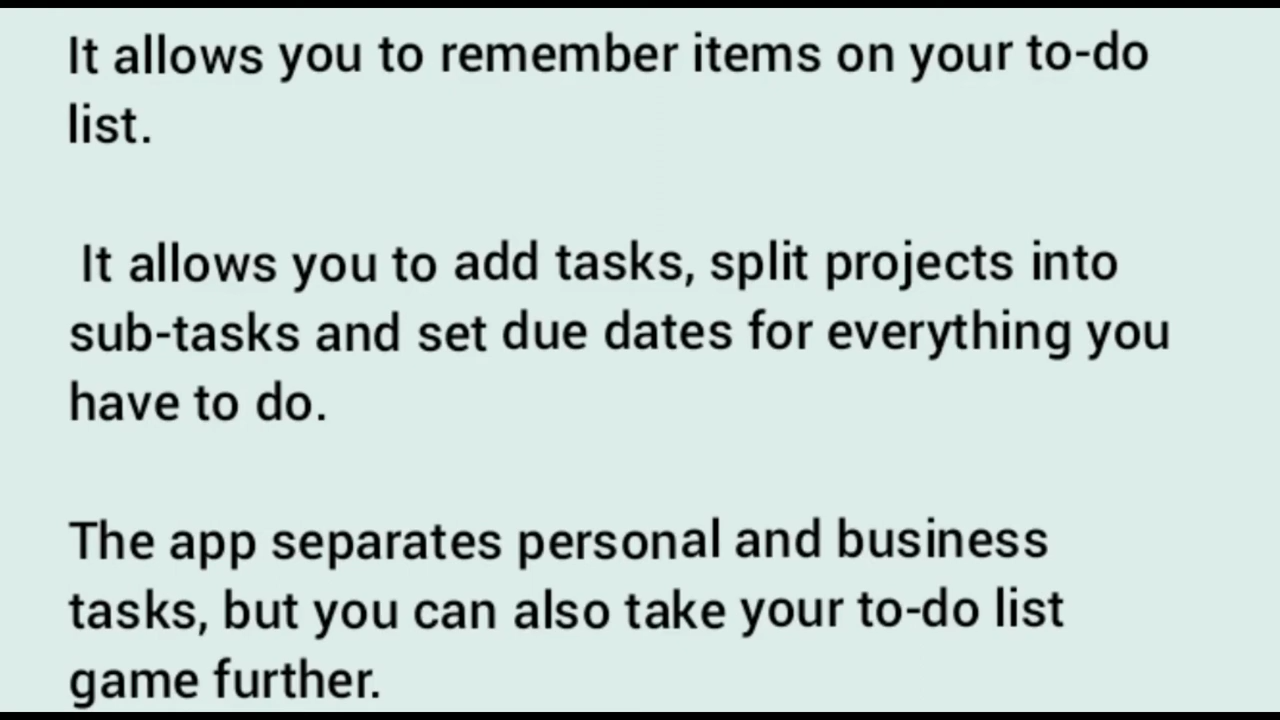 It allows you to remember items on your to-do
list.
It allows you to add tasks, split projects into
sub-tasks and set due dates for everything you
have to do.
The app separates personal and business
tasks, but you can also take your to-do list
game further.